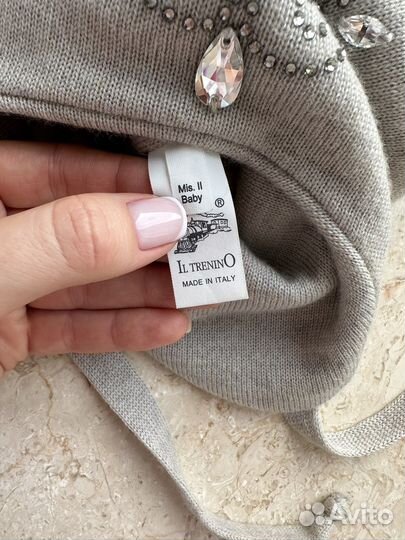 Mis. II
Baby
®
IL TRENINO
MADE IN ITALY
Avito